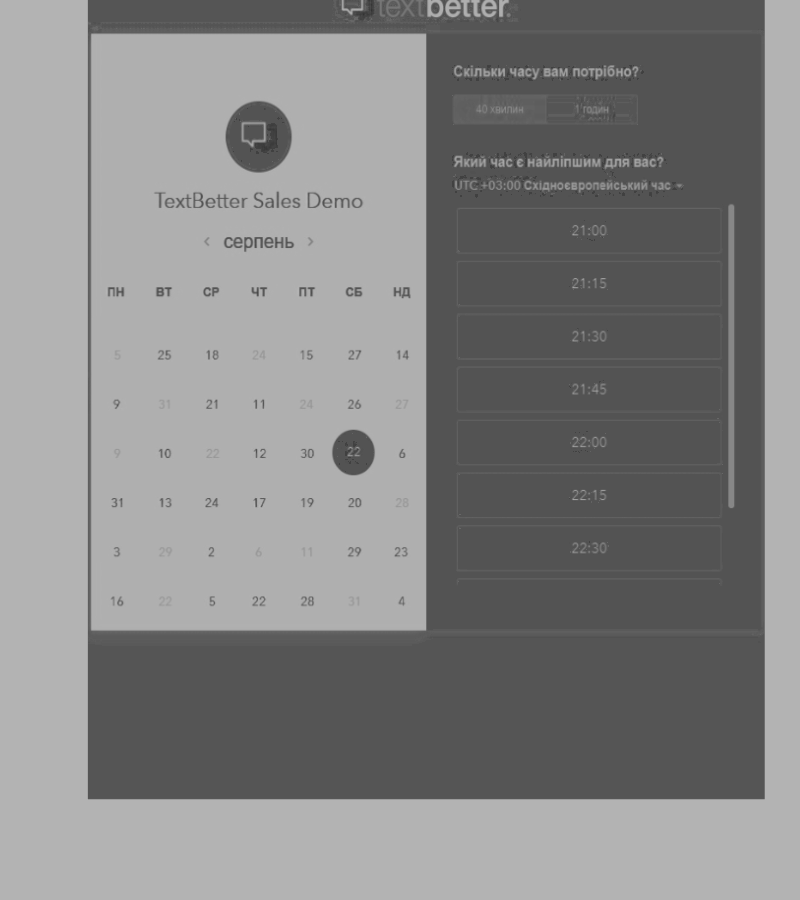 textbetter.
TextBetter Sales Demo
‹ серпень ›
ПН ВТ СР ЧТ ПТ СБ НД
5 25 18 24 15 27 14
9 31 21 11 24 26 27
9 10 22 12 30 22 6
31 13 24 17 19 20 28
3 29 2 6 11 29 23
16 22 5 22 28 31 4
Скільки часу вам потрібно?
40 хвилин 1 годин
Який час є найліпшим для вас?
UTC +03:00 Східноєвропейський час
21:00
21:15
21:30
21:45
22:00
22:15
22:30